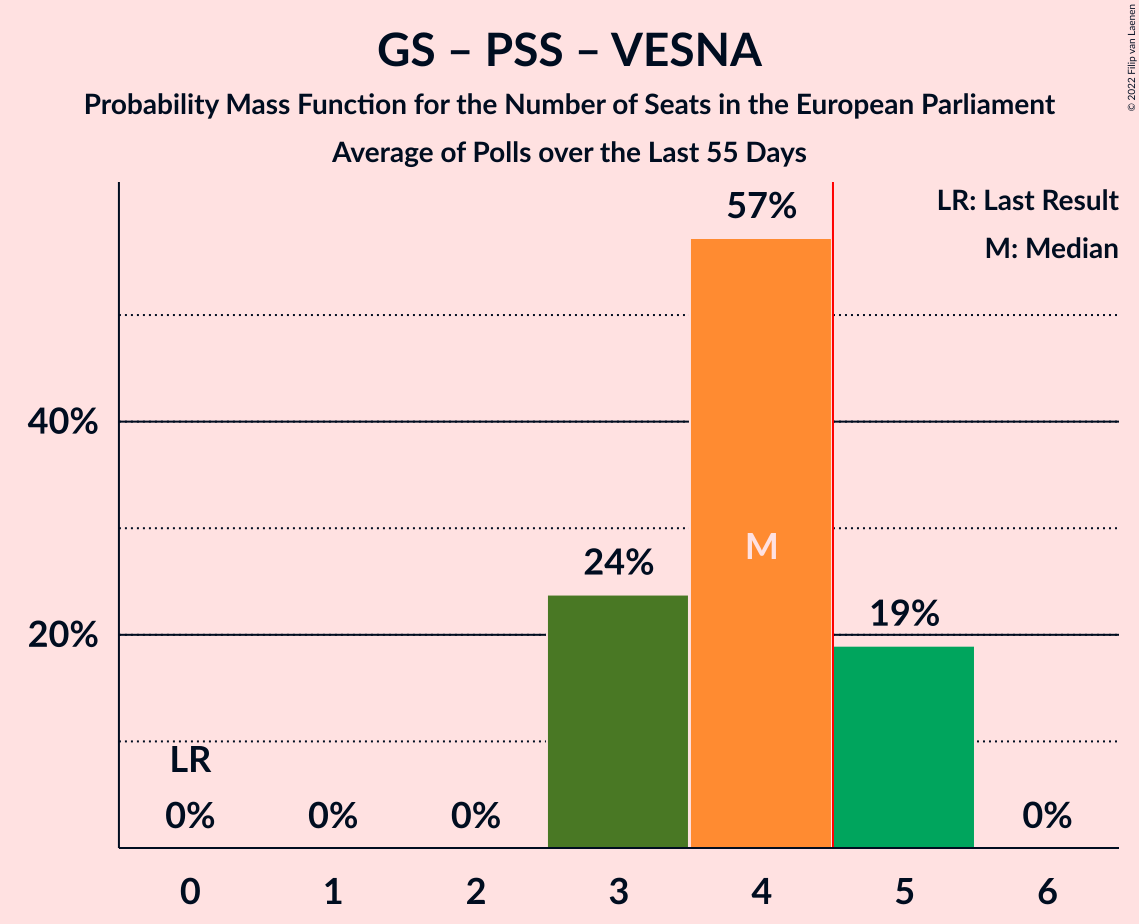 GS – PSS – VESNA
Probability Mass Function for the Number of Seats in the European Parliament
Average of Polls over the Last 55 Days
© 2022 Filip van Laenen
LR: Last Result
M: Median
57%
40%
M
24%
20%
19%
LR
0%
0%
0%
0%
0
1
2
3
4
5
6